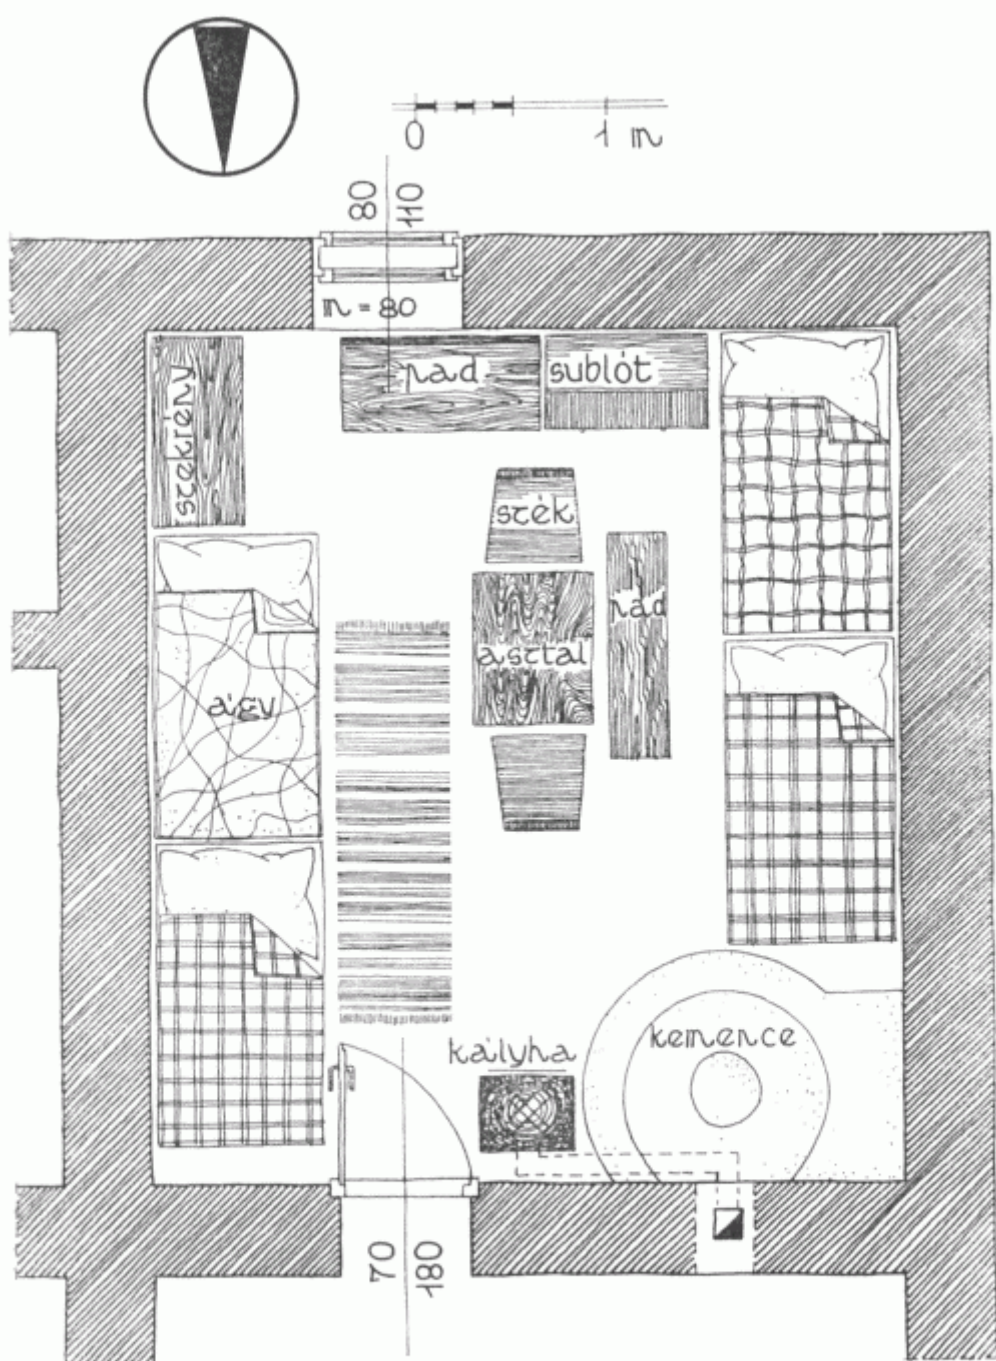 0 1 m
80
110
m = 80
szekrény
pad
sublót
szék
pad
asztal
ágy
kemence
kályha
70
180